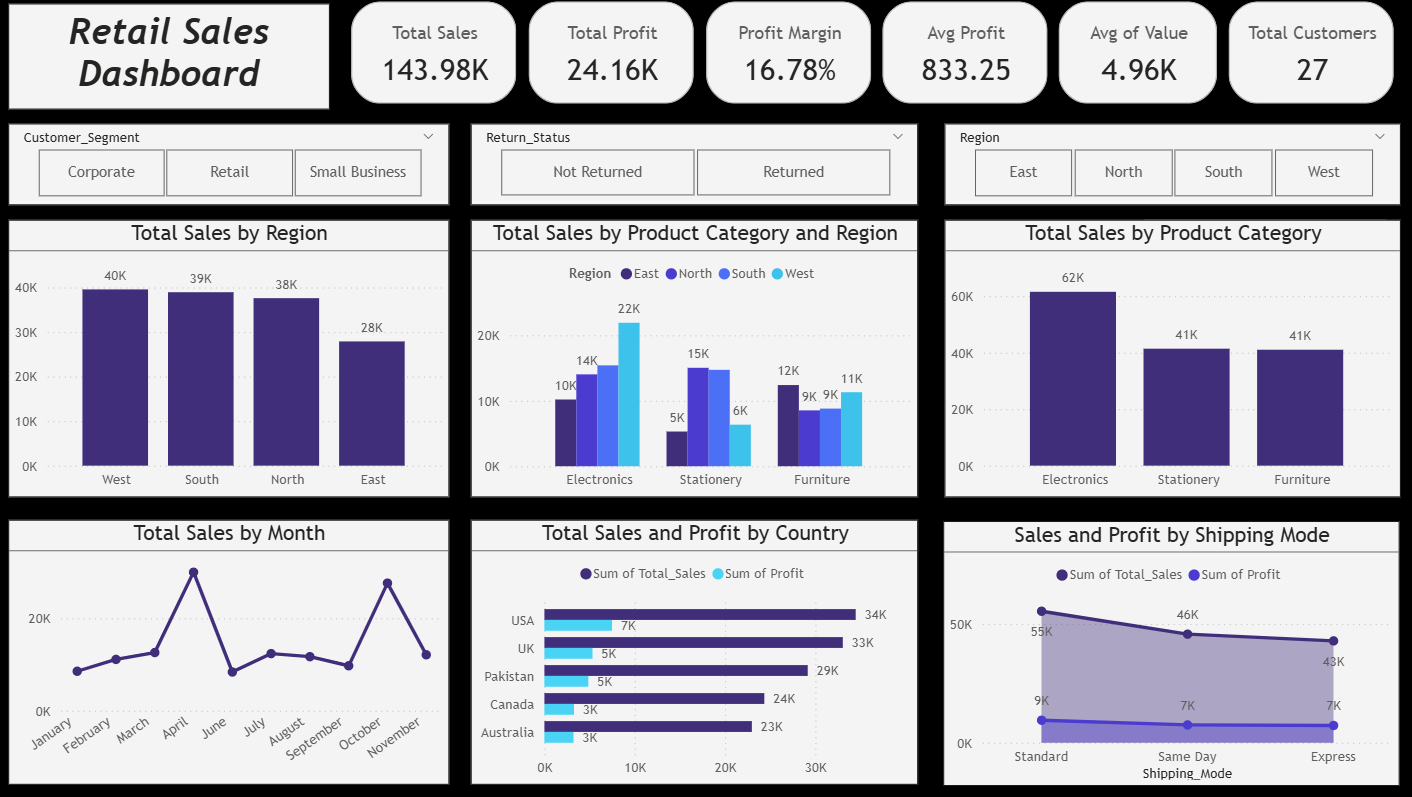 Retail Sales
Dashboard
Total Sales
143.98K
Total Profit
24.16K
Profit Margin
16.78%
Avg Profit
833.25
Avg of Value
4.96K
Total Customers
27
Customer_Segment
Corporate
Retail
Small Business
Return_Status
Not Returned
Returned
Region
East
North
South
West
Total Sales by Region
40K
30K
20K
10K
0K
40K
39K
38K
28K
West
South
North
East
Total Sales by Product Category and Region
Region East North South West
20K
10K
0K
10K
14K
22K
5K
15K
6K
12K
9K
9K
11K
Electronics
Stationery
Furniture
Total Sales by Product Category
60K
40K
20K
0K
62K
41K
41K
Electronics
Stationery
Furniture
Total Sales by Month
20K
0K
January
February
March
April
June
July
August
September
October
November
Total Sales and Profit by Country
Sum of Total_Sales Sum of Profit
USA
34K
7K
UK
33K
5K
Pakistan
29K
5K
Canada
24K
3K
Australia
23K
3K
0K
10K
20K
30K
Sales and Profit by Shipping Mode
Sum of Total_Sales Sum of Profit
50K
0K
55K
46K
43K
9K
7K
7K
Standard
Same Day
Express
Shipping_Mode